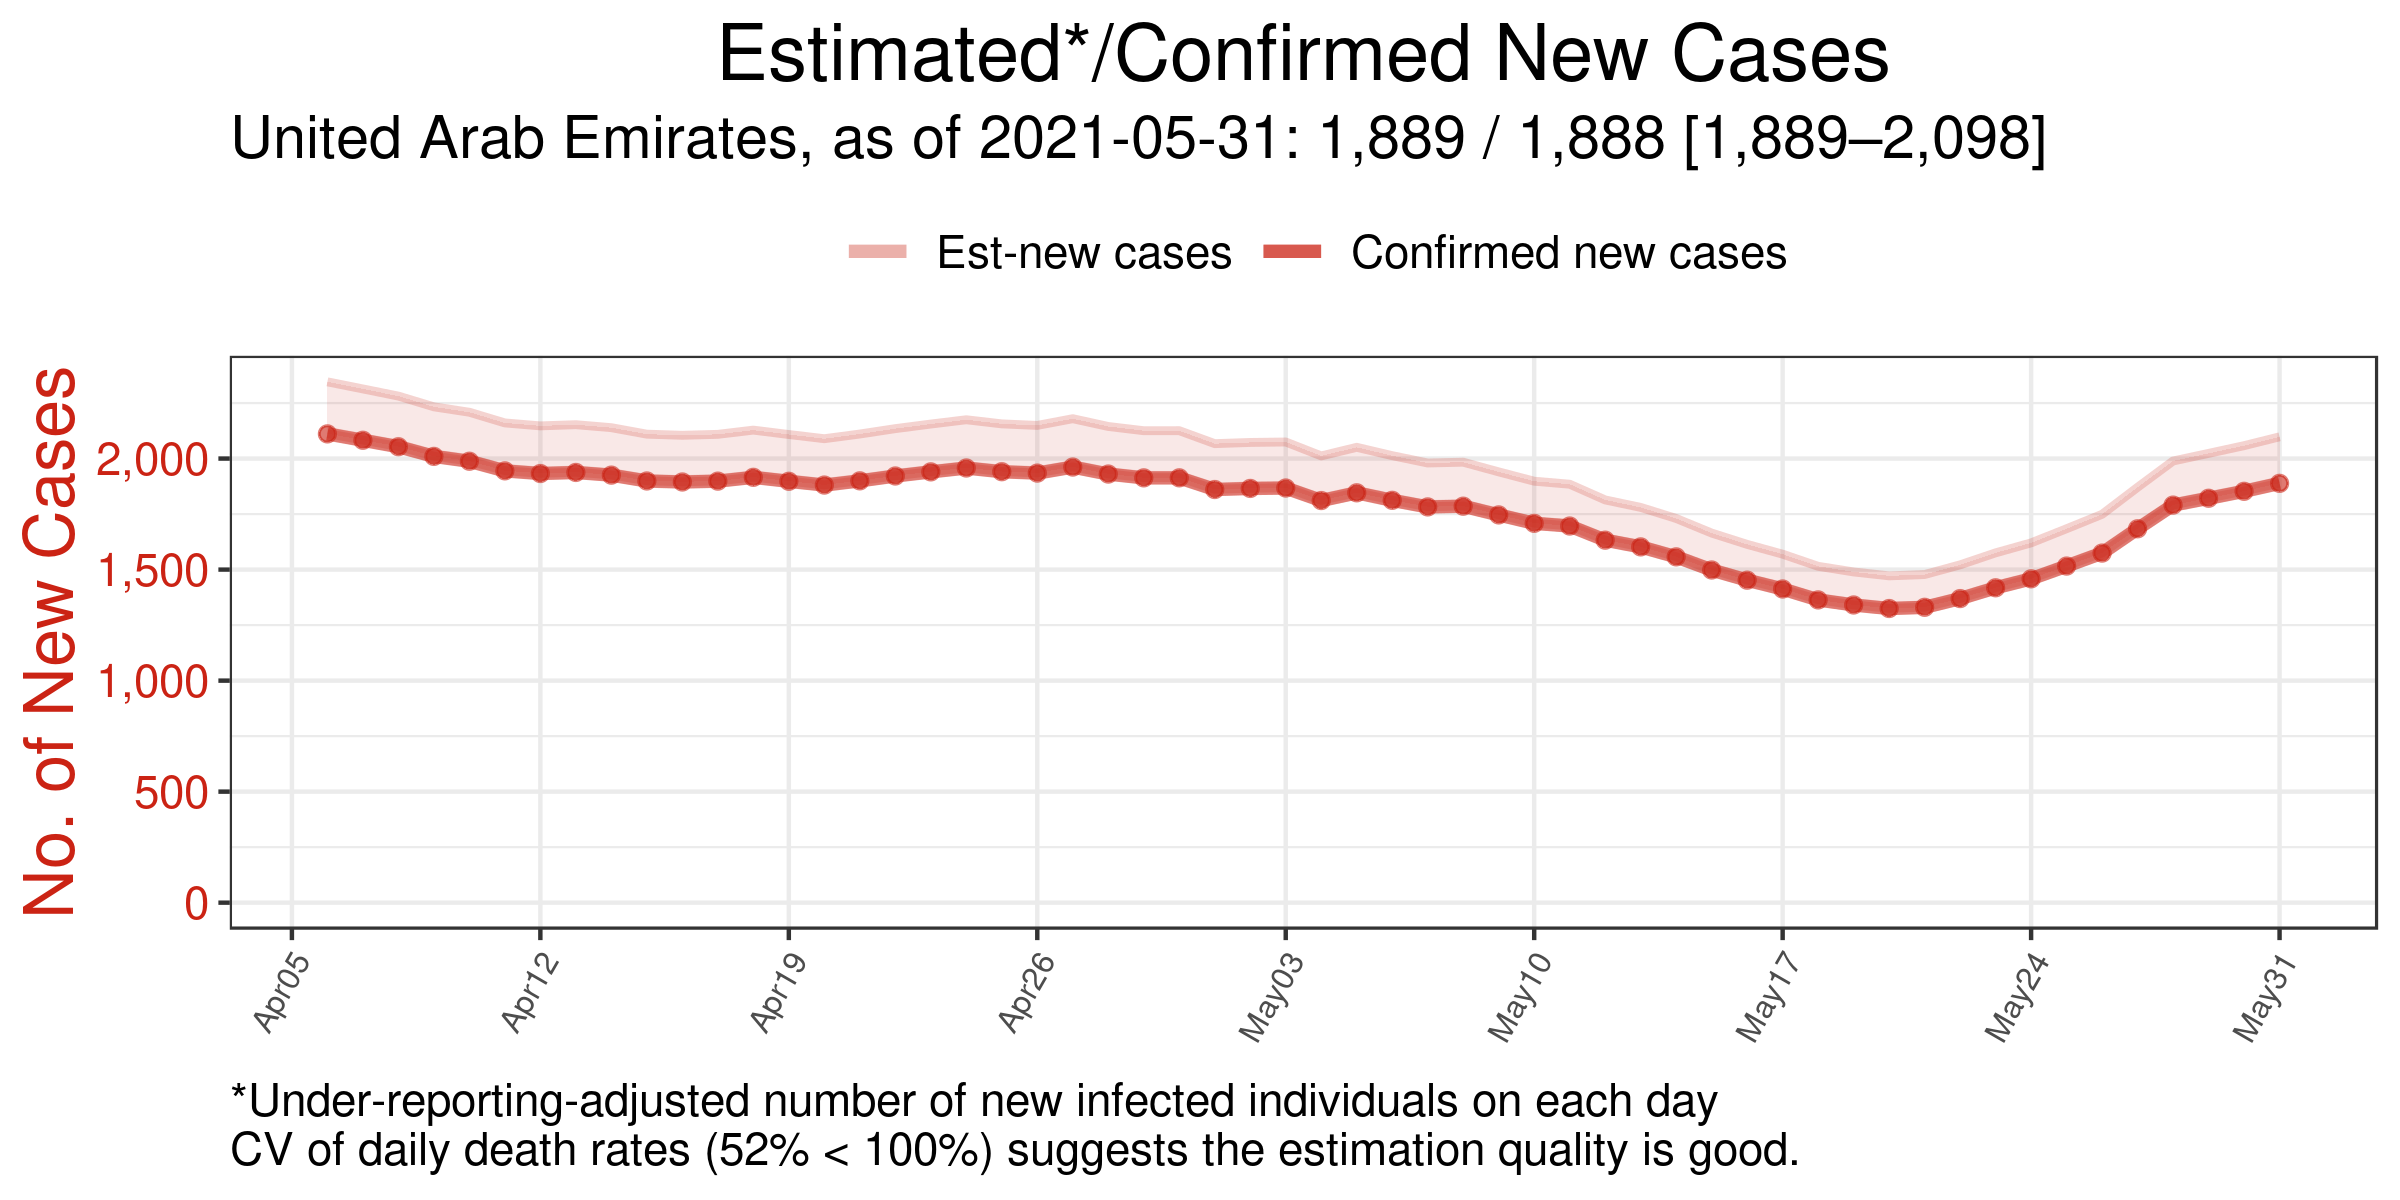 Estimated*/Confirmed New Cases
United Arab Emirates, as of 2021-05-31: 1,889 / 1,888 [1,889–2,098]
Est-new cases Confirmed new cases
No. of New Cases
2,000
1,500
1,000
500
0
Apr05 Apr12 Apr19 Apr26 May03 May10 May17 May24 May31
*Under-reporting-adjusted number of new infected individuals on each day
CV of daily death rates (52% < 100%) suggests the estimation quality is good.